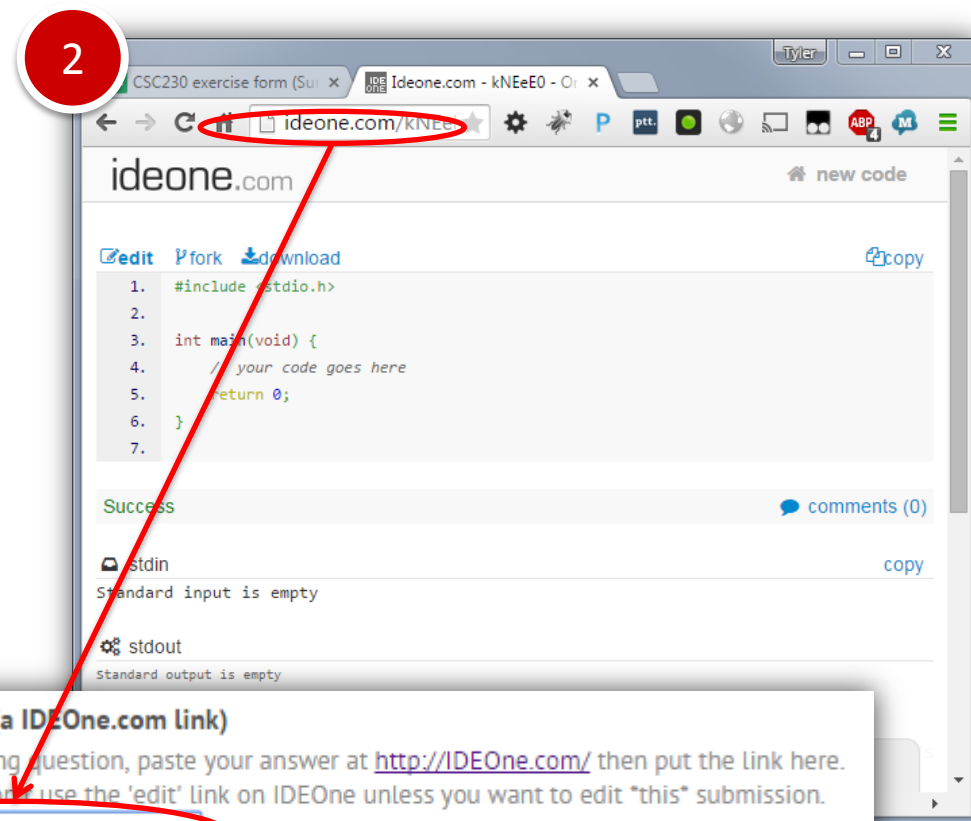 2
Tyler
CSC230 exercise form (Su
Ideone.com - kNEeE0 - Or
ideone.com/kNEe
P
ptt.
ABP
4
M
ideone.com
new code
edit fork download
copy
1. #include <stdio.h>
2.
3. int main(void) {
4. // your code goes here
5. return 0;
6. }
7.
Success
comments (0)
stdin
copy
Standard input is empty
stdout
Standard output is empty
a IDEOne.com link)
question, paste your answer at http://IDEOne.com/ then put the link here.
use the 'edit' link on IDEOne unless you want to edit *this* submission.